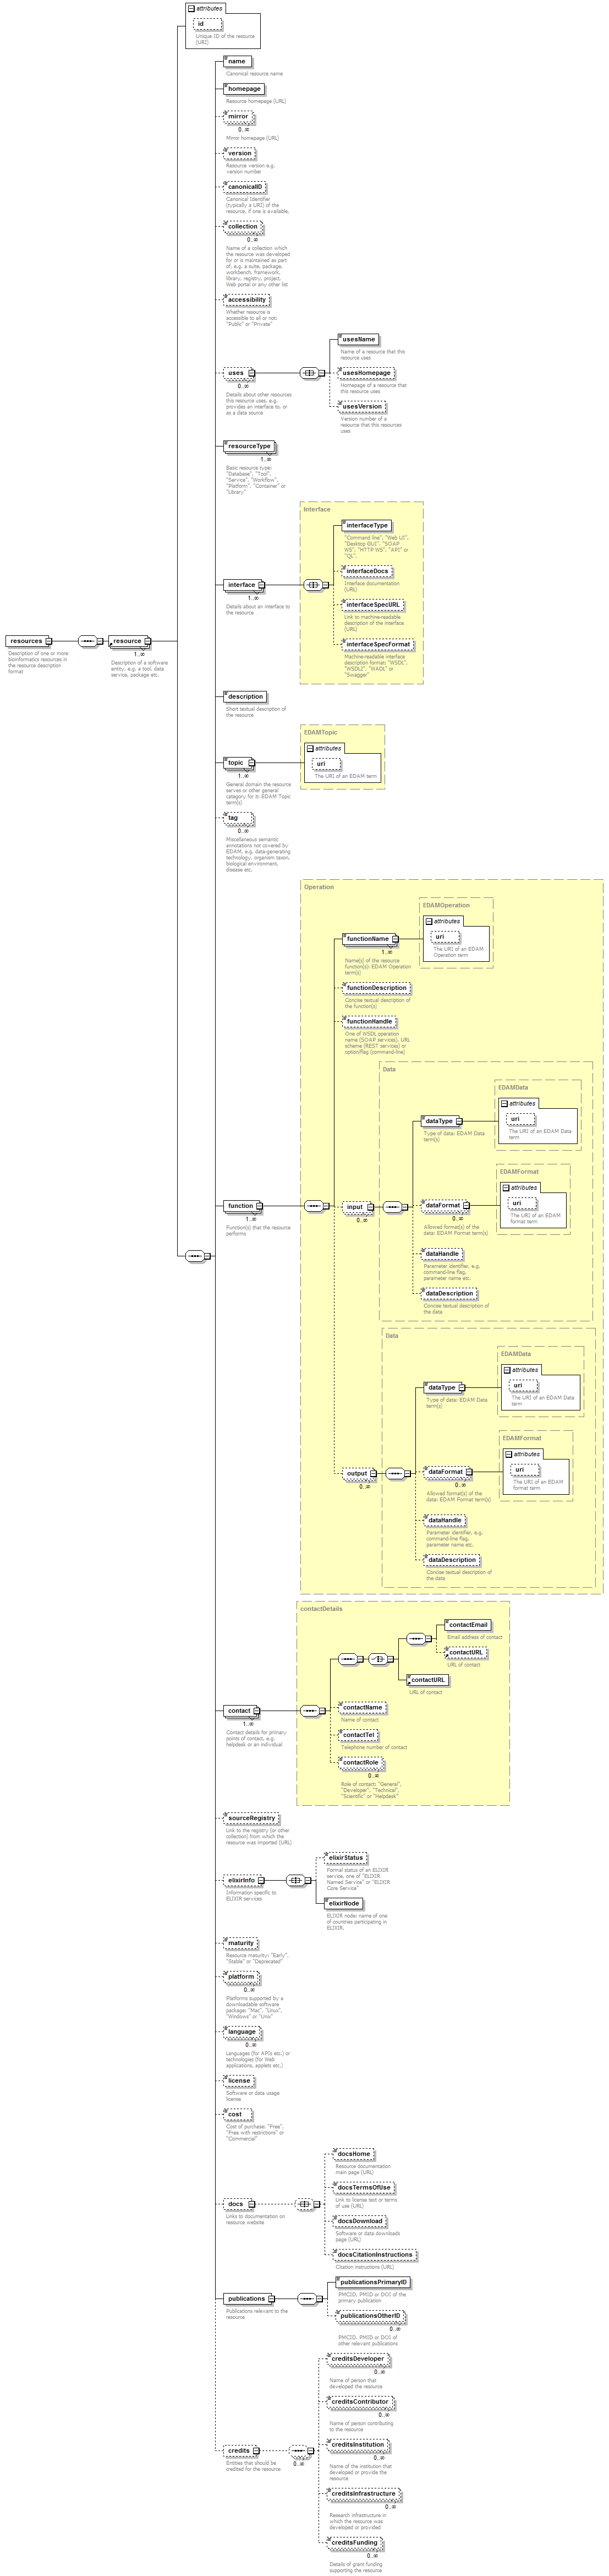 attributes
id
Unique ID of the resource
(URI)
name
Canonical resource name
homepage
Resource homepage (URL)
mirror
0..∞
Mirror homepage (URL)
version
Resource version e.g.
version number
canonicalID
Canonical Identifier
(typically a URI) of the
resource, if one is available.
collection
0..∞
Name of a collection which
the resource was developed
for or is maintained as part
of, e.g. a suite, package,
workbench, framework,
library, registry, project,
Web portal or any other list
accessibility
Whether resource is
accessible to all or not:
"Public" or "Private"
uses
0..∞
Details about other resources
this resource uses, e.g.
provides an interface to, or
as a data source
usesName
Name of a resource that this
resource uses
usesHomepage
Homepage of a resource that
this resource uses
usesVersion
Version number of a
resource that this resources
uses
resourceType
1..∞
Basic resource type:
"Database", "Tool",
"Service", "Workflow",
"Platform", "Container" or
"Library"
Interface
interface
1..∞
Details about an interface to
the resource
interfaceType
"Command line", "Web UI",
"Desktop GUI", "SOAP
WS", "HTTP WS", "API" or
"QL".
interfaceDocs
Interface documentation
(URL)
interfaceSpecURL
Link to machine-readable
description of the interface
(URL)
interfaceSpecFormat
Machine-readable interface
description format: "WSDL",
"WSDL2", "WADL" or
"Swagger"
resources
Description of one or more
bioinformatics resources in
the resource description
format
resource
1..∞
Description of a software
entity, e.g. a tool, data
service, package etc.
description
Short textual description of
the resource
EDAMTopic
attributes
uri
The URI of an EDAM term
topic
1..∞
General domain the resource
serves or other general
category for it: EDAM Topic
term(s)
tag
0..∞
Miscellaneous semantic
annotations not covered by
EDAM, e.g. data-generating
technology, organism taxon,
biological environment,
disease etc.
Operation
EDAMOperation
attributes
uri
The URI of an EDAM
Operation term
functionName
1..∞
Name(s) of the resource
function(s): EDAM Operation
term(s)
functionDescription
Concise textual description of
the function(s)
functionHandle
One of WSDL operation
name (SOAP services), URL
scheme (REST services) or
option/flag (command-line)
Data
EDAMData
attributes
uri
The URI of an EDAM Data
term
dataType
Type of data: EDAM Data
term(s)
EDAMFormat
attributes
uri
The URI of an EDAM
format term
function
1..∞
Function(s) that the resource
performs
input
0..∞
dataFormat
0..∞
Allowed format(s) of the
data: EDAM Format term(s)
dataHandle
Parameter identifier, e.g.
command-line flag,
parameter name etc.
dataDescription
Concise textual description of
the data
Data
EDAMData
attributes
uri
The URI of an EDAM Data
term
dataType
Type of data: EDAM Data
term(s)
EDAMFormat
attributes
uri
The URI of an EDAM
format term
output
0..∞
dataFormat
0..∞
Allowed format(s) of the
data: EDAM Format term(s)
dataHandle
Parameter identifier, e.g.
command-line flag,
parameter name etc.
dataDescription
Concise textual description of
the data
contactDetails
contactEmail
Email address of contact
contactURL
URL of contact
contactURL
URL of contact
contact
1..∞
Contact details for primary
points of contact, e.g.
helpdesk or an individual
contactName
Name of contact
contactTel
Telephone number of contact
contactRole
0..∞
Role of contact: "General",
"Developer", "Technical",
"Scientific" or "Helpdesk"
sourceRegistry
Link to the registry (or other
collection) from which the
resource was imported (URL)
elixirInfo
Information specific to
ELIXIR services
elixirStatus
Formal status of an ELIXIR
service, one of "ELIXIR
Named Service" or "ELIXIR
Core Service"
elixirNode
ELIXIR node: name of one
of countries participating in
ELIXIR.
maturity
Resource maturity: "Early",
"Stable" or "Deprecated"
platform
0..∞
Platforms supported by a
downloadable software
package: "Mac", "Linux",
"Windows" or "Unix"
language
0..∞
Languages (for APIs etc.) or
technologies (for Web
applications, applets etc.)
license
Software or data usage
license
cost
Cost of purchase: "Free",
"Free with restrictions" or
"Commercial"
docs
Links to documentation on
resource website
docsHome
Resource documentation
main page (URL)
docsTermsOfUse
Link to license text or terms
of use (URL)
docsDownload
Software or data downloads
page (URL)
docsCitationInstructions
Citation instructions (URL)
publications
Publications relevant to the
resource
publicationsPrimaryID
PMCID, PMID or DOI of the
primary publication
publicationsOtherID
0..∞
PMCID, PMID or DOI of
other relevant publications
credits
Entities that should be
credited for the resource
0..∞
creditsDeveloper
0..∞
Name of person that
developed the resource
creditsContributor
0..∞
Name of person contributing
to the resource
creditsInstitution
0..∞
Name of the institution that
developed or provide the
resource
creditsInfrastructure
0..∞
Research infrastructure in
which the resource was
developed or provided
creditsFunding
0..∞
Details of grant funding
supporting the resource